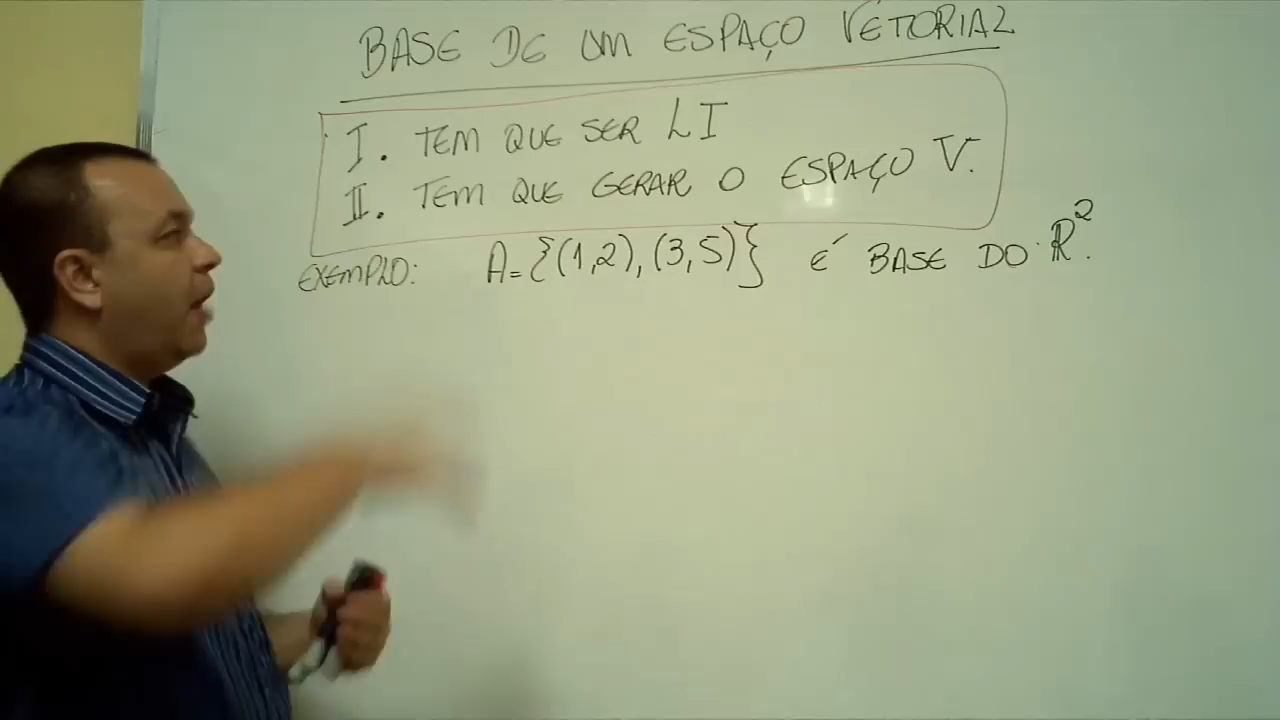 BASE DE UM ESPAÇO VETORIAL
I. TEM QUE SER LI
II. TEM QUE GERAR O ESPAÇO V.
EXEMPLO: A={(1,2),(3,5)} É BASE DO R².